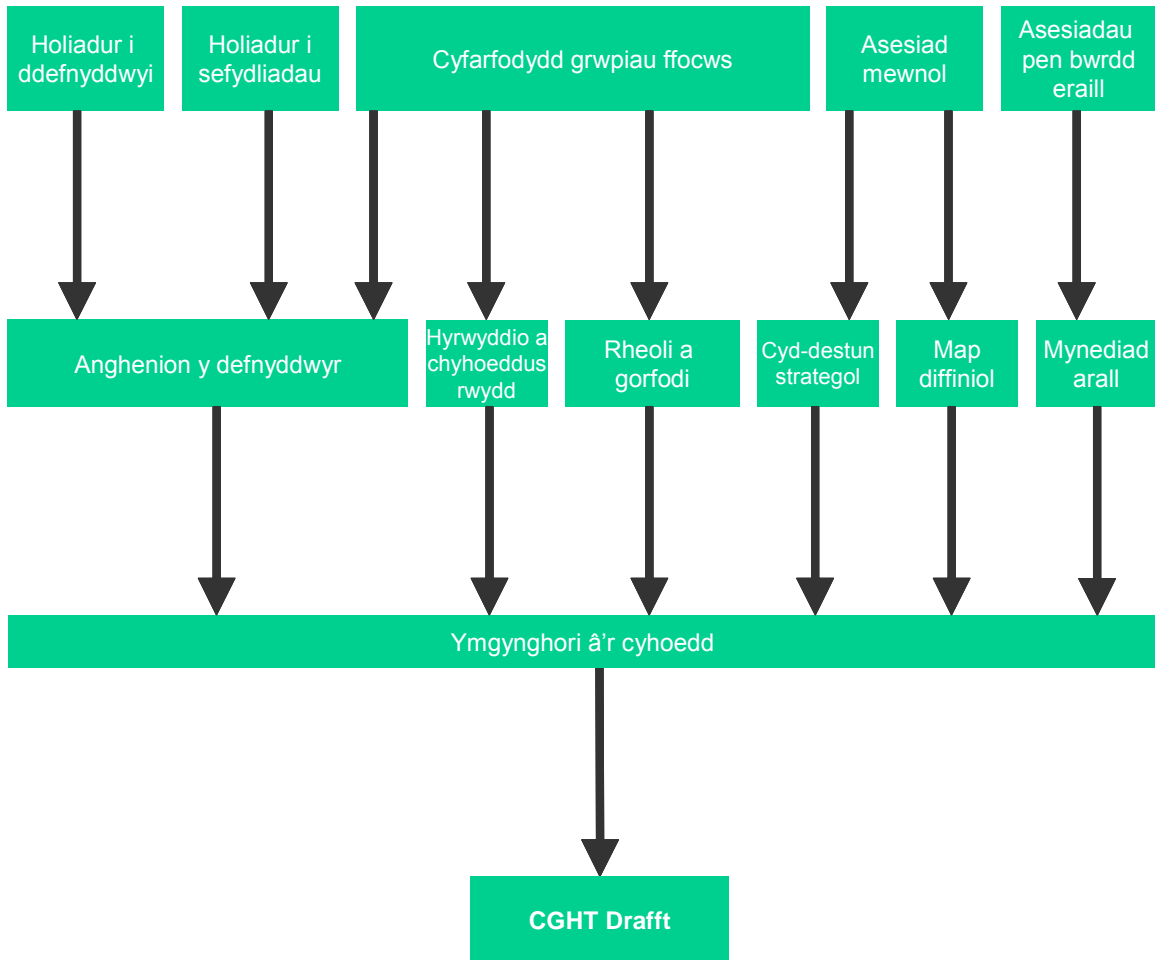 Holiadur i
ddefnyddwyi
Holiadur i
sefydliadau
Cyfarfodydd grwpiau ffocws
Asesiad
mewnol
Asesiadau
pen bwrdd
eraill
Anghenion y defnyddwyr
Hyrwyddio a
chyhoeddus
rwydd
Rheoli a
gorfodi
Cyd-destun
strategol
Map
diffiniol
Mynediad
arall
Ymgynghori â’r cyhoedd
CGHT Drafft